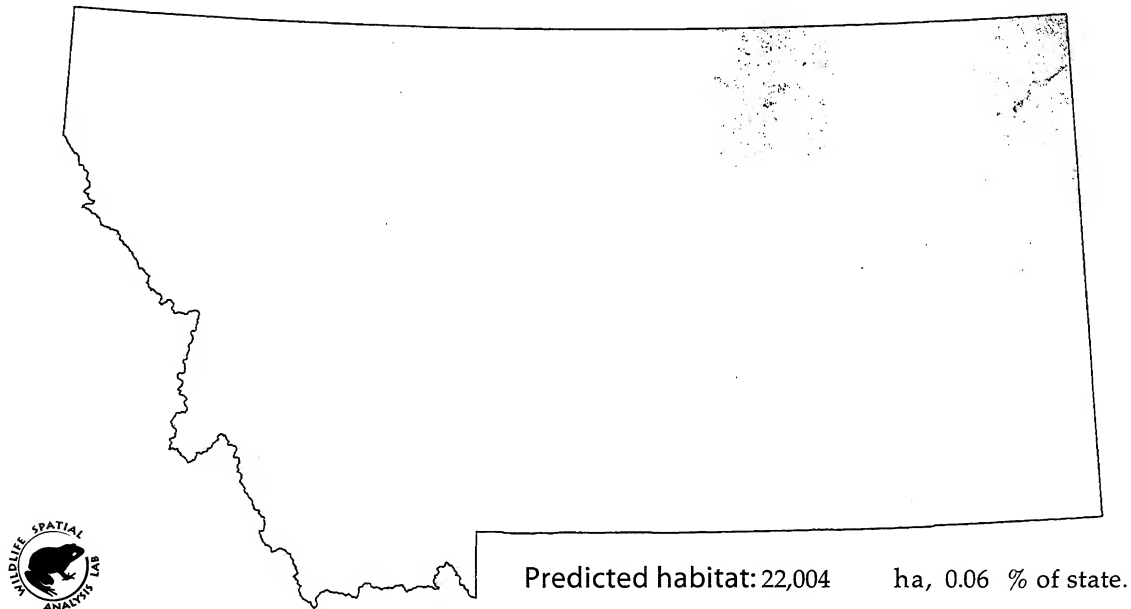 WILDLIFE SPATIAL ANALYSIS LAB
Predicted habitat: 22,004 ha, 0.06 % of state.